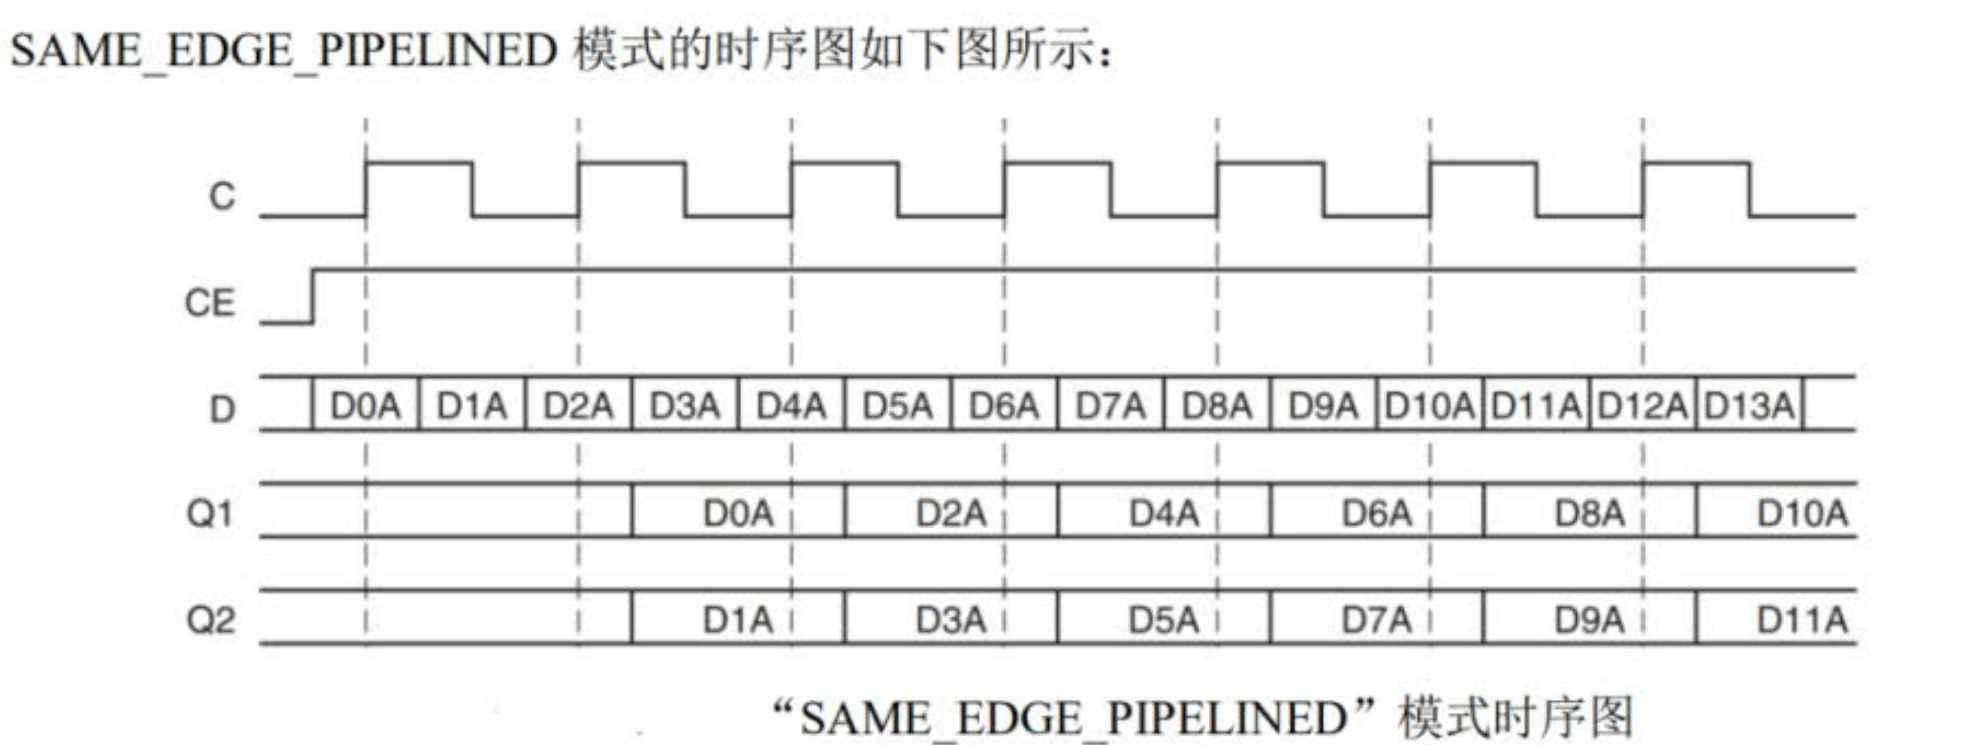 SAME_EDGE_PIPELINED 模式的时序图如下图所示：
C
CE
D D0A D1A D2A D3A D4A D5A D6A D7A D8A D9A D10A D11A D12A D13A
Q1 D0A D2A D4A D6A D8A D10A
Q2 D1A D3A D5A D7A D9A D11A
“SAME_EDGE_PIPELINED”模式时序图